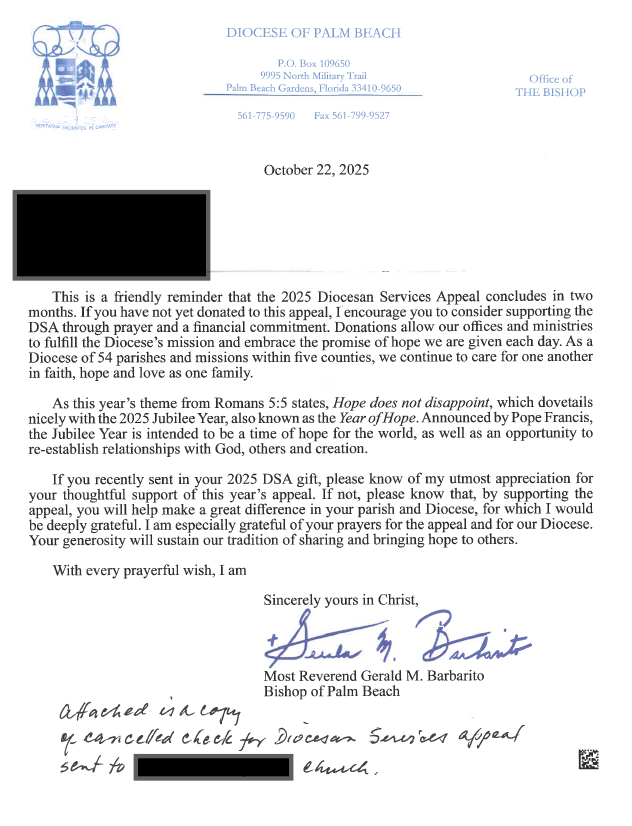 DIOCESE OF PALM BEACH
P.O. Box 109650
9995 North Military Trail
Palm Beach Gardens, Florida 33410-9650
561-775-9590 Fax 561-799-9527
Office of
THE BISHOP
VERITATEM FACIENTES IN CARITATE
October 22, 2025
This is a friendly reminder that the 2025 Diocesan Services Appeal concludes in two
months. If you have not yet donated to this appeal, I encourage you to consider supporting the
DSA through prayer and a financial commitment. Donations allow our offices and ministries
to fulfill the Diocese's mission and embrace the promise of hope we are given each day. As a
Diocese of 54 parishes and missions within five counties, we continue to care for one another
in faith, hope and love as one family.
As this year's theme from Romans 5:5 states, Hope does not disappoint, which dovetails
nicely with the 2025 Jubilee Year, also known as the Year of Hope. Announced by Pope Francis,
the Jubilee Year is intended to be a time of hope for the world, as well as an opportunity to
re-establish relationships with God, others and creation.
If you recently sent in your 2025 DSA gift, please know of my utmost appreciation for
your thoughtful support of this year's appeal. If not, please know that, by supporting the
appeal, you will help make a great difference in your parish and Diocese, for which I would
be deeply grateful. I am especially grateful of your prayers for the appeal and for our Diocese.
Your generosity will sustain our tradition of sharing and bringing hope to others.
With every prayerful wish, I am
Sincerely yours in Christ,
+ Gerald M. Barbarito
Most Reverend Gerald M. Barbarito
Bishop of Palm Beach
Attached is a copy
of cancelled check for Diocesan Services appeal
sent to church.